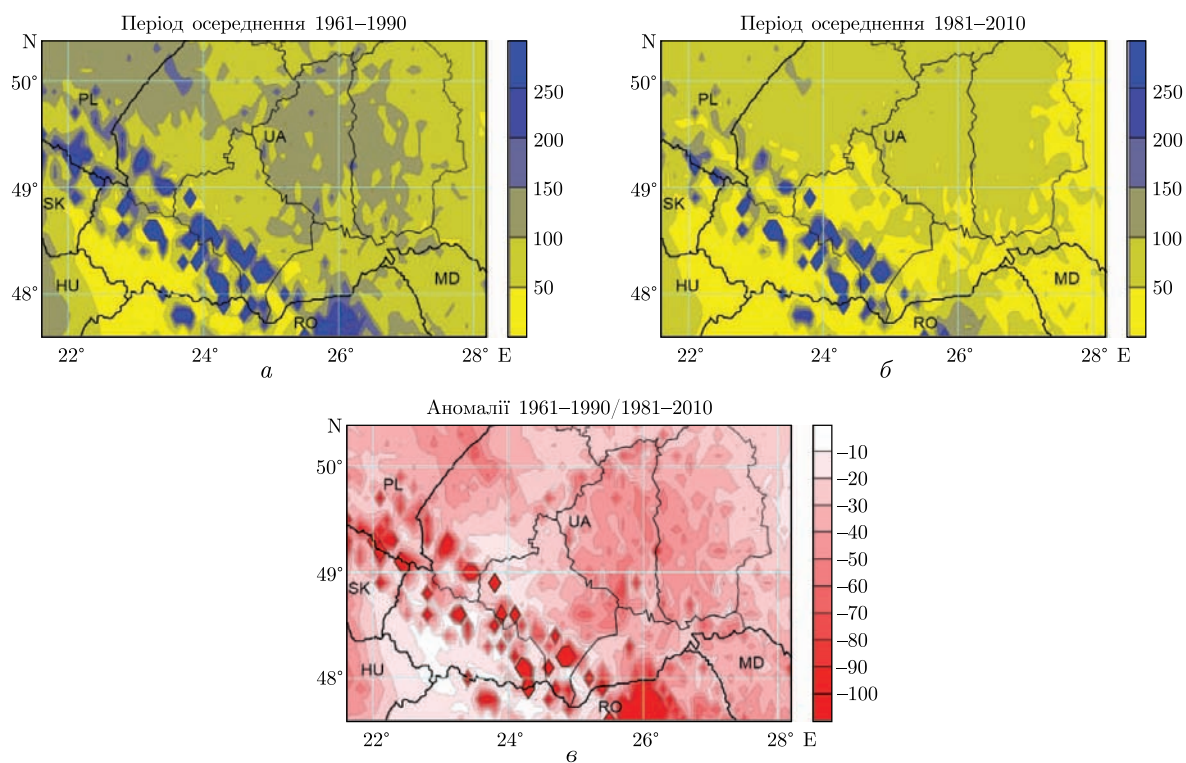 Період осереднення 1961–1990
Період осереднення 1981–2010
N
50°
49°
48°
PL
UA
SK
HU
RO
MD
22°
24°
26°
28° E
250
200
150
100
50
а
N
50°
49°
48°
PL
UA
SK
HU
RO
MD
22°
24°
26°
28° E
250
200
150
100
50
б
Аномалії 1961–1990/1981–2010
N
50°
49°
48°
PL
UA
SK
HU
RO
MD
22°
24°
26°
28° E
–10
–20
–30
–40
–50
–60
–70
–80
–90
–100
в